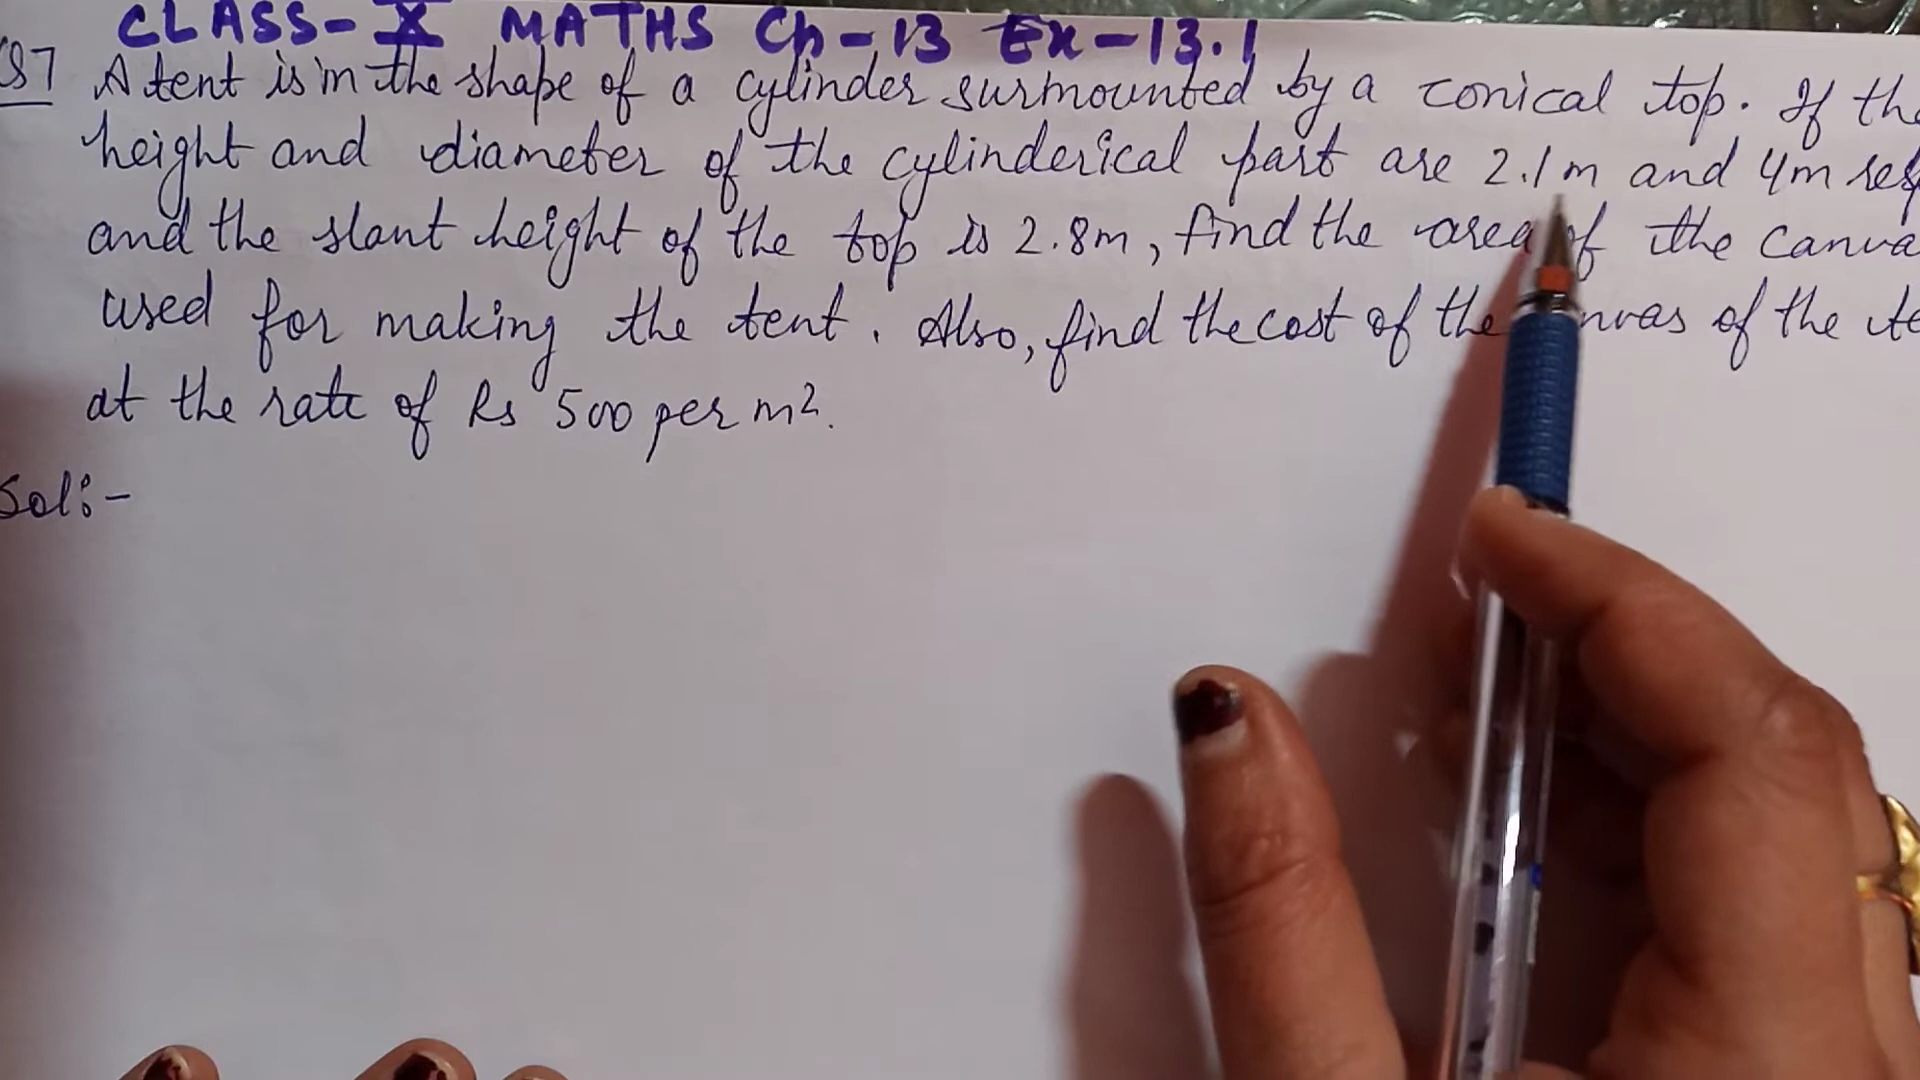 CLASS-X MATHS Ch-13 Ex-13.1
Q7 A tent is in the shape of a cylinder surmounted by a conical top. If the
height and diameter of the cylinderical part are 2.1m and 4m
and the slant height of the top is 2.8m, find the area of the
used for making the tent. Also, find the cost of the of the
at the rate of Rs 500 per m².
Sol:-